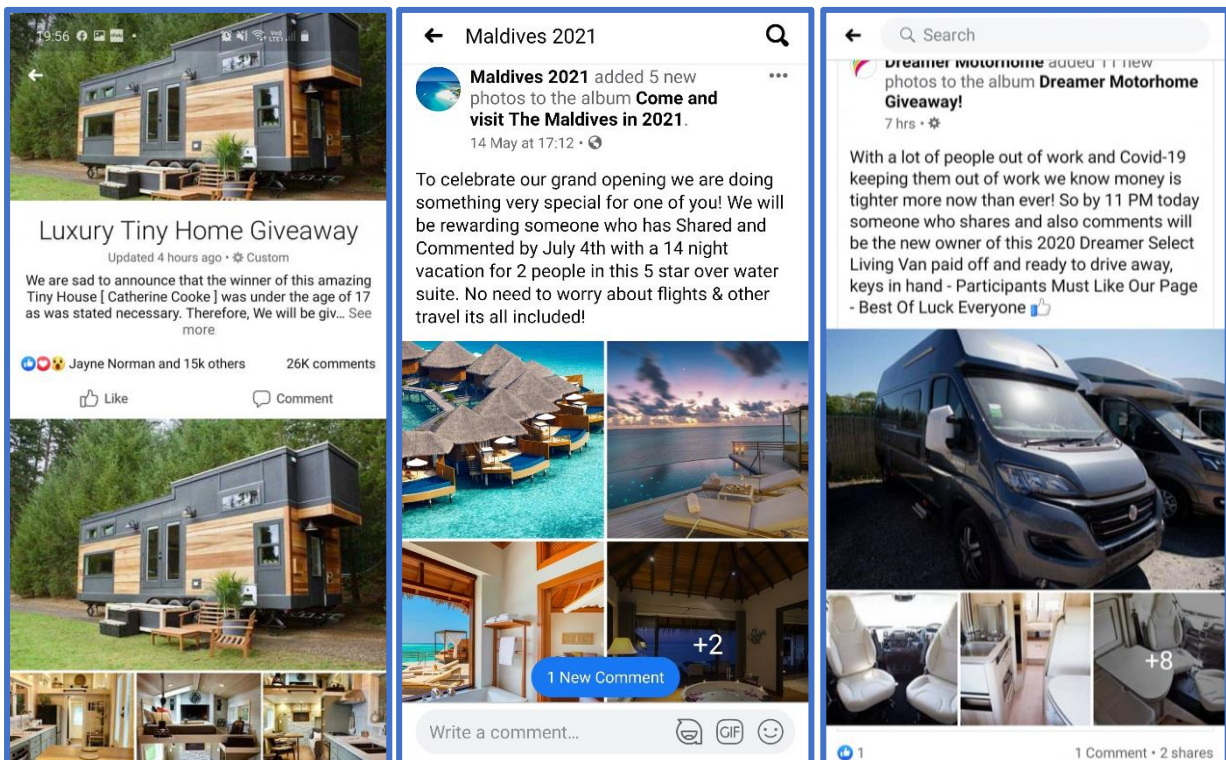 19:56
Luxury Tiny Home Giveaway
Updated 4 hours ago • Custom
We are sad to announce that the winner of this amazing
Tiny House [ Catherine Cooke ] was under the age of 17
as was stated necessary. Therefore, We will be giv... See
more
Jayne Norman and 15k others 26K comments
Like Comment
Maldives 2021
Maldives 2021 added 5 new
photos to the album Come and
visit The Maldives in 2021.
14 May at 17:12 •
To celebrate our grand opening we are doing
something very special for one of you! We will
be rewarding someone who has Shared and
Commented by July 4th with a 14 night
vacation for 2 people in this 5 star over water
suite. No need to worry about flights & other
travel its all included!
+2
1 New Comment
Write a comment... GIF
Search
Dreamer Motorhome added 11 new
photos to the album Dreamer Motorhome
Giveaway!
7 hrs •
With a lot of people out of work and Covid-19
keeping them out of work we know money is
tighter more now than ever! So by 11 PM today
someone who shares and also comments will
be the new owner of this 2020 Dreamer Select
Living Van paid off and ready to drive away,
keys in hand - Participants Must Like Our Page
- Best Of Luck Everyone
+8
1 1 Comment • 2 shares